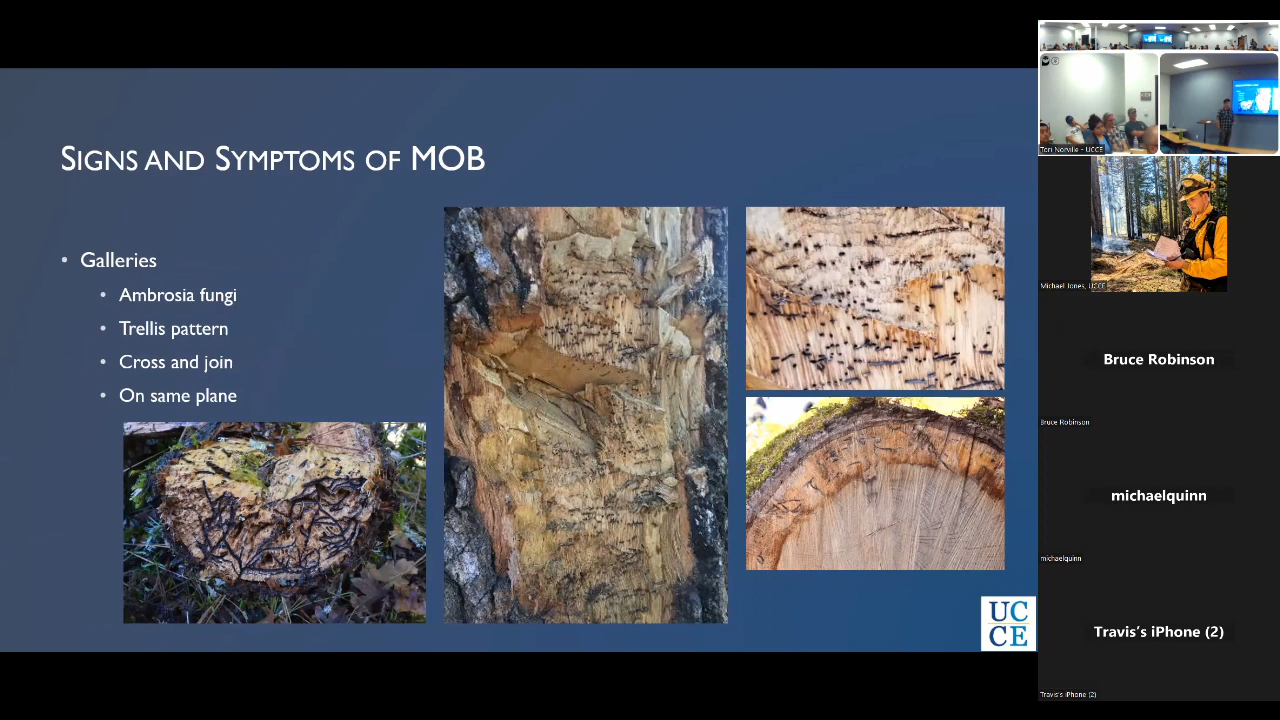 SIGNS AND SYMPTOMS OF MOB
• Galleries
• Ambrosia fungi
• Trellis pattern
• Cross and join
• On same plane
UC
CE
Tori Norville - UCCE
Michael Jones, UCCE
Bruce Robinson
Bruce Robinson
michaelquinn
michaelquinn
Travis's iPhone (2)
Travis's iPhone (2)